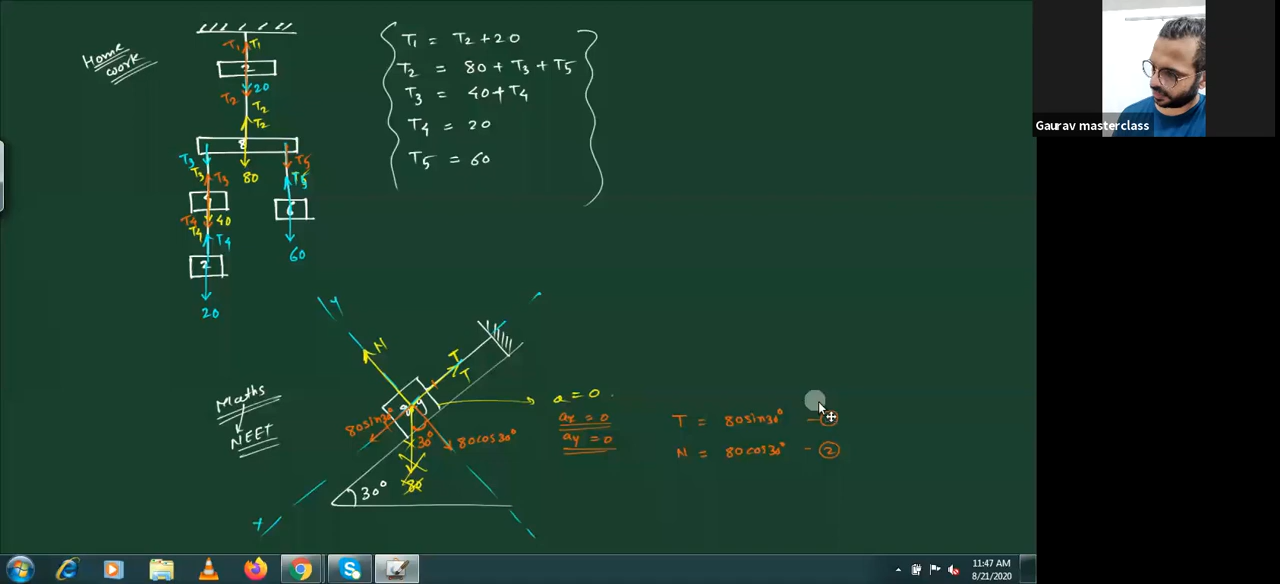 Home work
T1 T1
2
20
T2
T2
T2
8
T3 T5
T3 T3 80 T5
4
T4 40
T4 T4 6
2
60
20
T1 = T2 + 20
T2 = 80 + T3 + T5
T3 = 40 + T4
T4 = 20
T5 = 60
Maths
NEET
y
N
T
T
8kg
80sin30°
30°
80cos30°
80
30°
x
a = 0
ax = 0
ay = 0
T = 80sin30° - 1
N = 80cos30° - 2
Gaurav masterclass
11:47 AM
8/21/2020